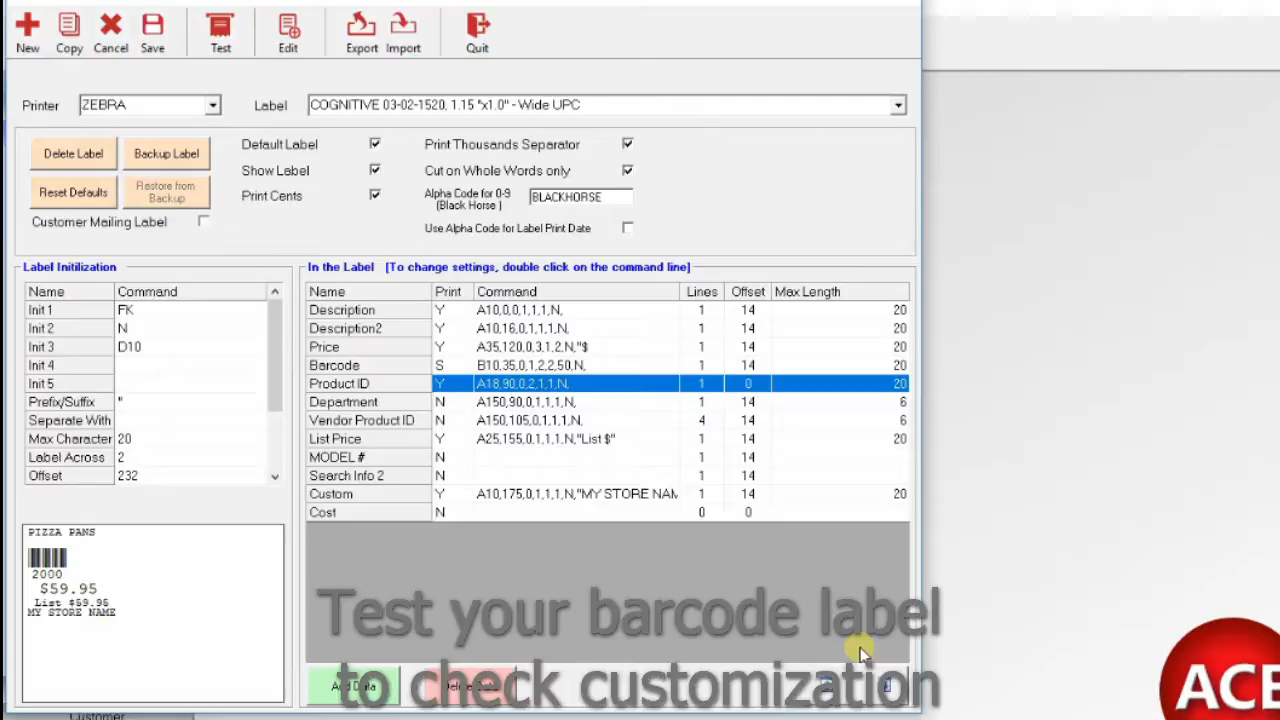 New Copy Cancel Save Test Edit Export Import Quit
Printer ZEBRA Label COGNITIVE 03-02-1520, 1.15 "x1.0" - Wide UPC
Delete Label Backup Label Default Label Print Thousands Separator
Show Label Cut on Whole Words only
Reset Defaults Restore from Backup Print Cents Alpha Code for 0-9 (Black Horse ) BLACKHORSE
Customer Mailing Label Use Alpha Code for Label Print Date
Label Initilization
Name Command
Init 1 FK
Init 2 N
Init 3 D10
Init 4
Init 5
Prefix/Suffix "
Separate With
Max Character 20
Label Across 2
Offset 232
In the Label [To change settings, double click on the command line]
Name Print Command Lines Offset Max Length
Description Y A10,0,0,1,1,1,N, 1 14 20
Description2 Y A10,16,0,1,1,1,N, 1 14 20
Price Y A35,120,0,3,1,2,N,"$ 1 14 20
Barcode S B10,35,0,1,2,2,50,N, 1 14 20
Product ID Y A18,90,0,2,1,1,N, 1 0 20
Department N A150,90,0,1,1,1,N, 1 14 6
Vendor Product ID N A150,105,0,1,1,1,N, 4 14 6
List Price Y A25,155,0,1,1,1,N,"List $" 1 14 20
MODEL # N 1 14
Search Info 2 N 1 14
Custom Y A10,175,0,1,1,1,N,"MY STORE NAM 1 14 20
Cost N 0 0
PIZZA PANS
2000
$59.95
List $59.95
MY STORE NAME
Test your barcode label
to check customization
Add Data
Customer
ACE